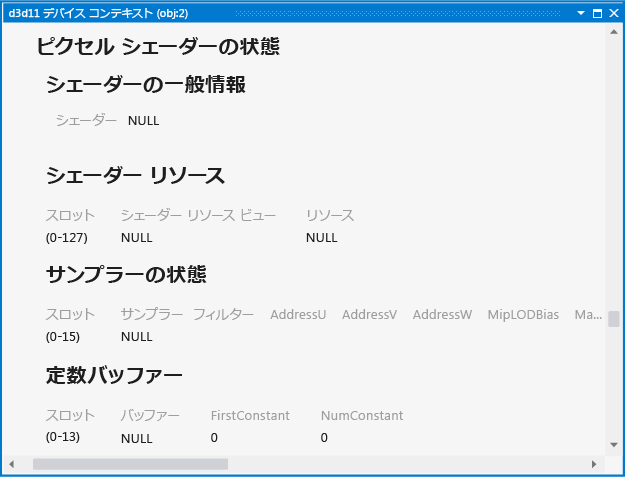 d3d11 デバイス コンテキスト (obj:2)
ピクセル シェーダーの状態
シェーダーの一般情報
シェーダー NULL
シェーダー リソース
スロット シェーダー リソース ビュー リソース
(0-127) NULL NULL
サンプラーの状態
スロット サンプラー フィルター AddressU AddressV AddressW MipLODBias Ma...
(0-15) NULL
定数バッファー
スロット バッファー FirstConstant NumConstant
(0-13) NULL 0 0